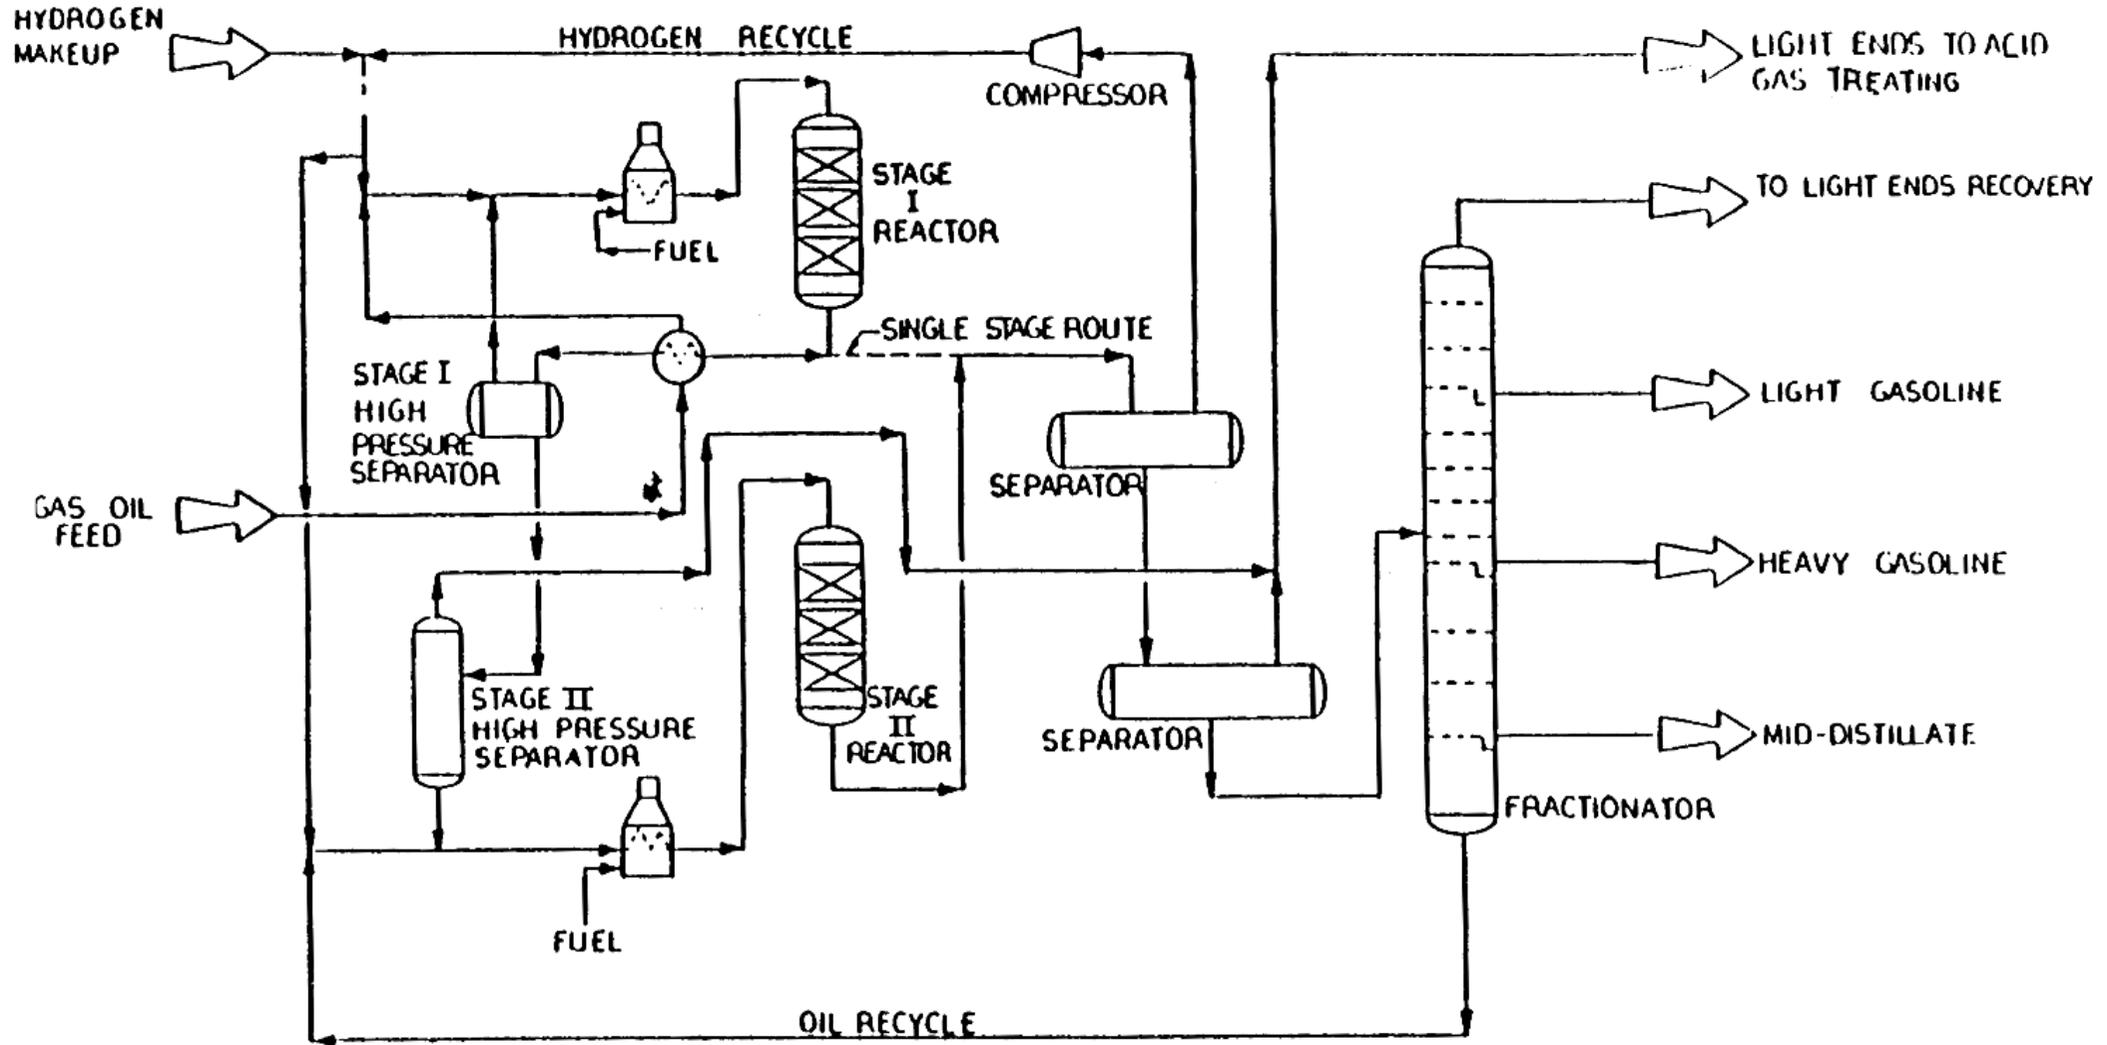 HYDROGEN
MAKEUP
HYDROGEN RECYCLE
COMPRESSOR
LIGHT ENDS TO ACID
GAS TREATING
STAGE
I
REACTOR
FUEL
TO LIGHT ENDS RECOVERY
SINGLE STAGE ROUTE
STAGE I
HIGH
PRESSURE
SEPARATOR
SEPARATOR
LIGHT GASOLINE
GAS OIL
FEED
HEAVY GASOLINE
STAGE II
HIGH PRESSURE
SEPARATOR
STAGE
II
REACTOR
SEPARATOR
MID-DISTILLATE
FRACTIONATOR
FUEL
OIL RECYCLE